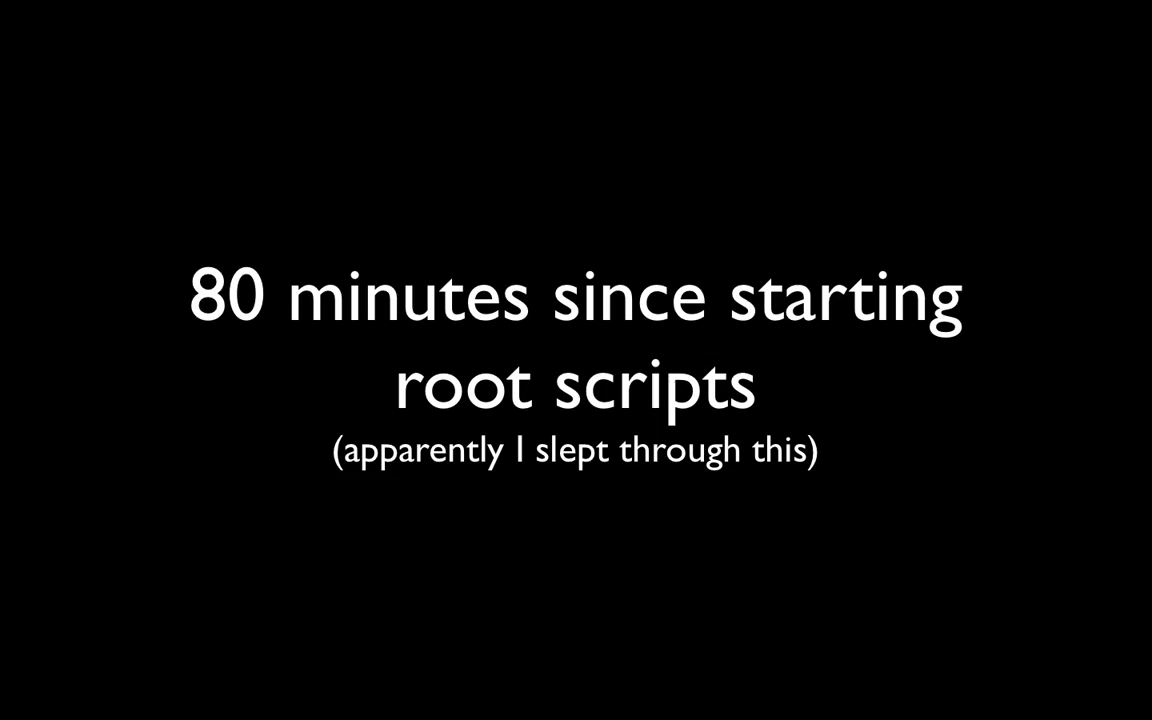 80 minutes since starting
root scripts
(apparently I slept through this)